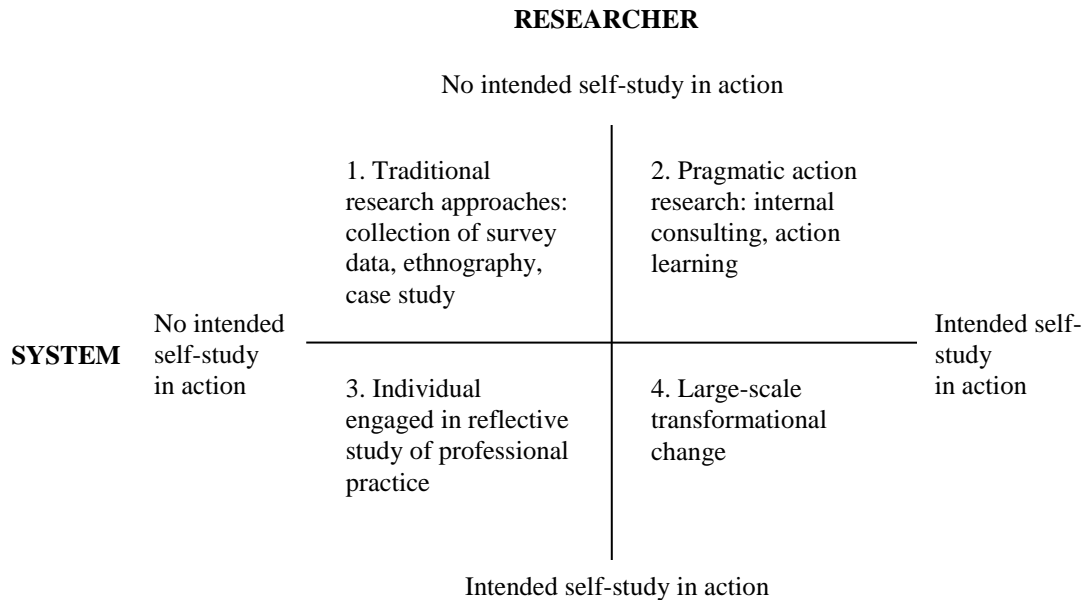 RESEARCHER
No intended self-study in action
1. Traditional
research approaches:
collection of survey
data, ethnography,
case study
2. Pragmatic action
research: internal
consulting, action
learning
SYSTEM
No intended
self-study
in action
Intended self-
study
in action
3. Individual
engaged in reflective
study of professional
practice
4. Large-scale
transformational
change
Intended self-study in action